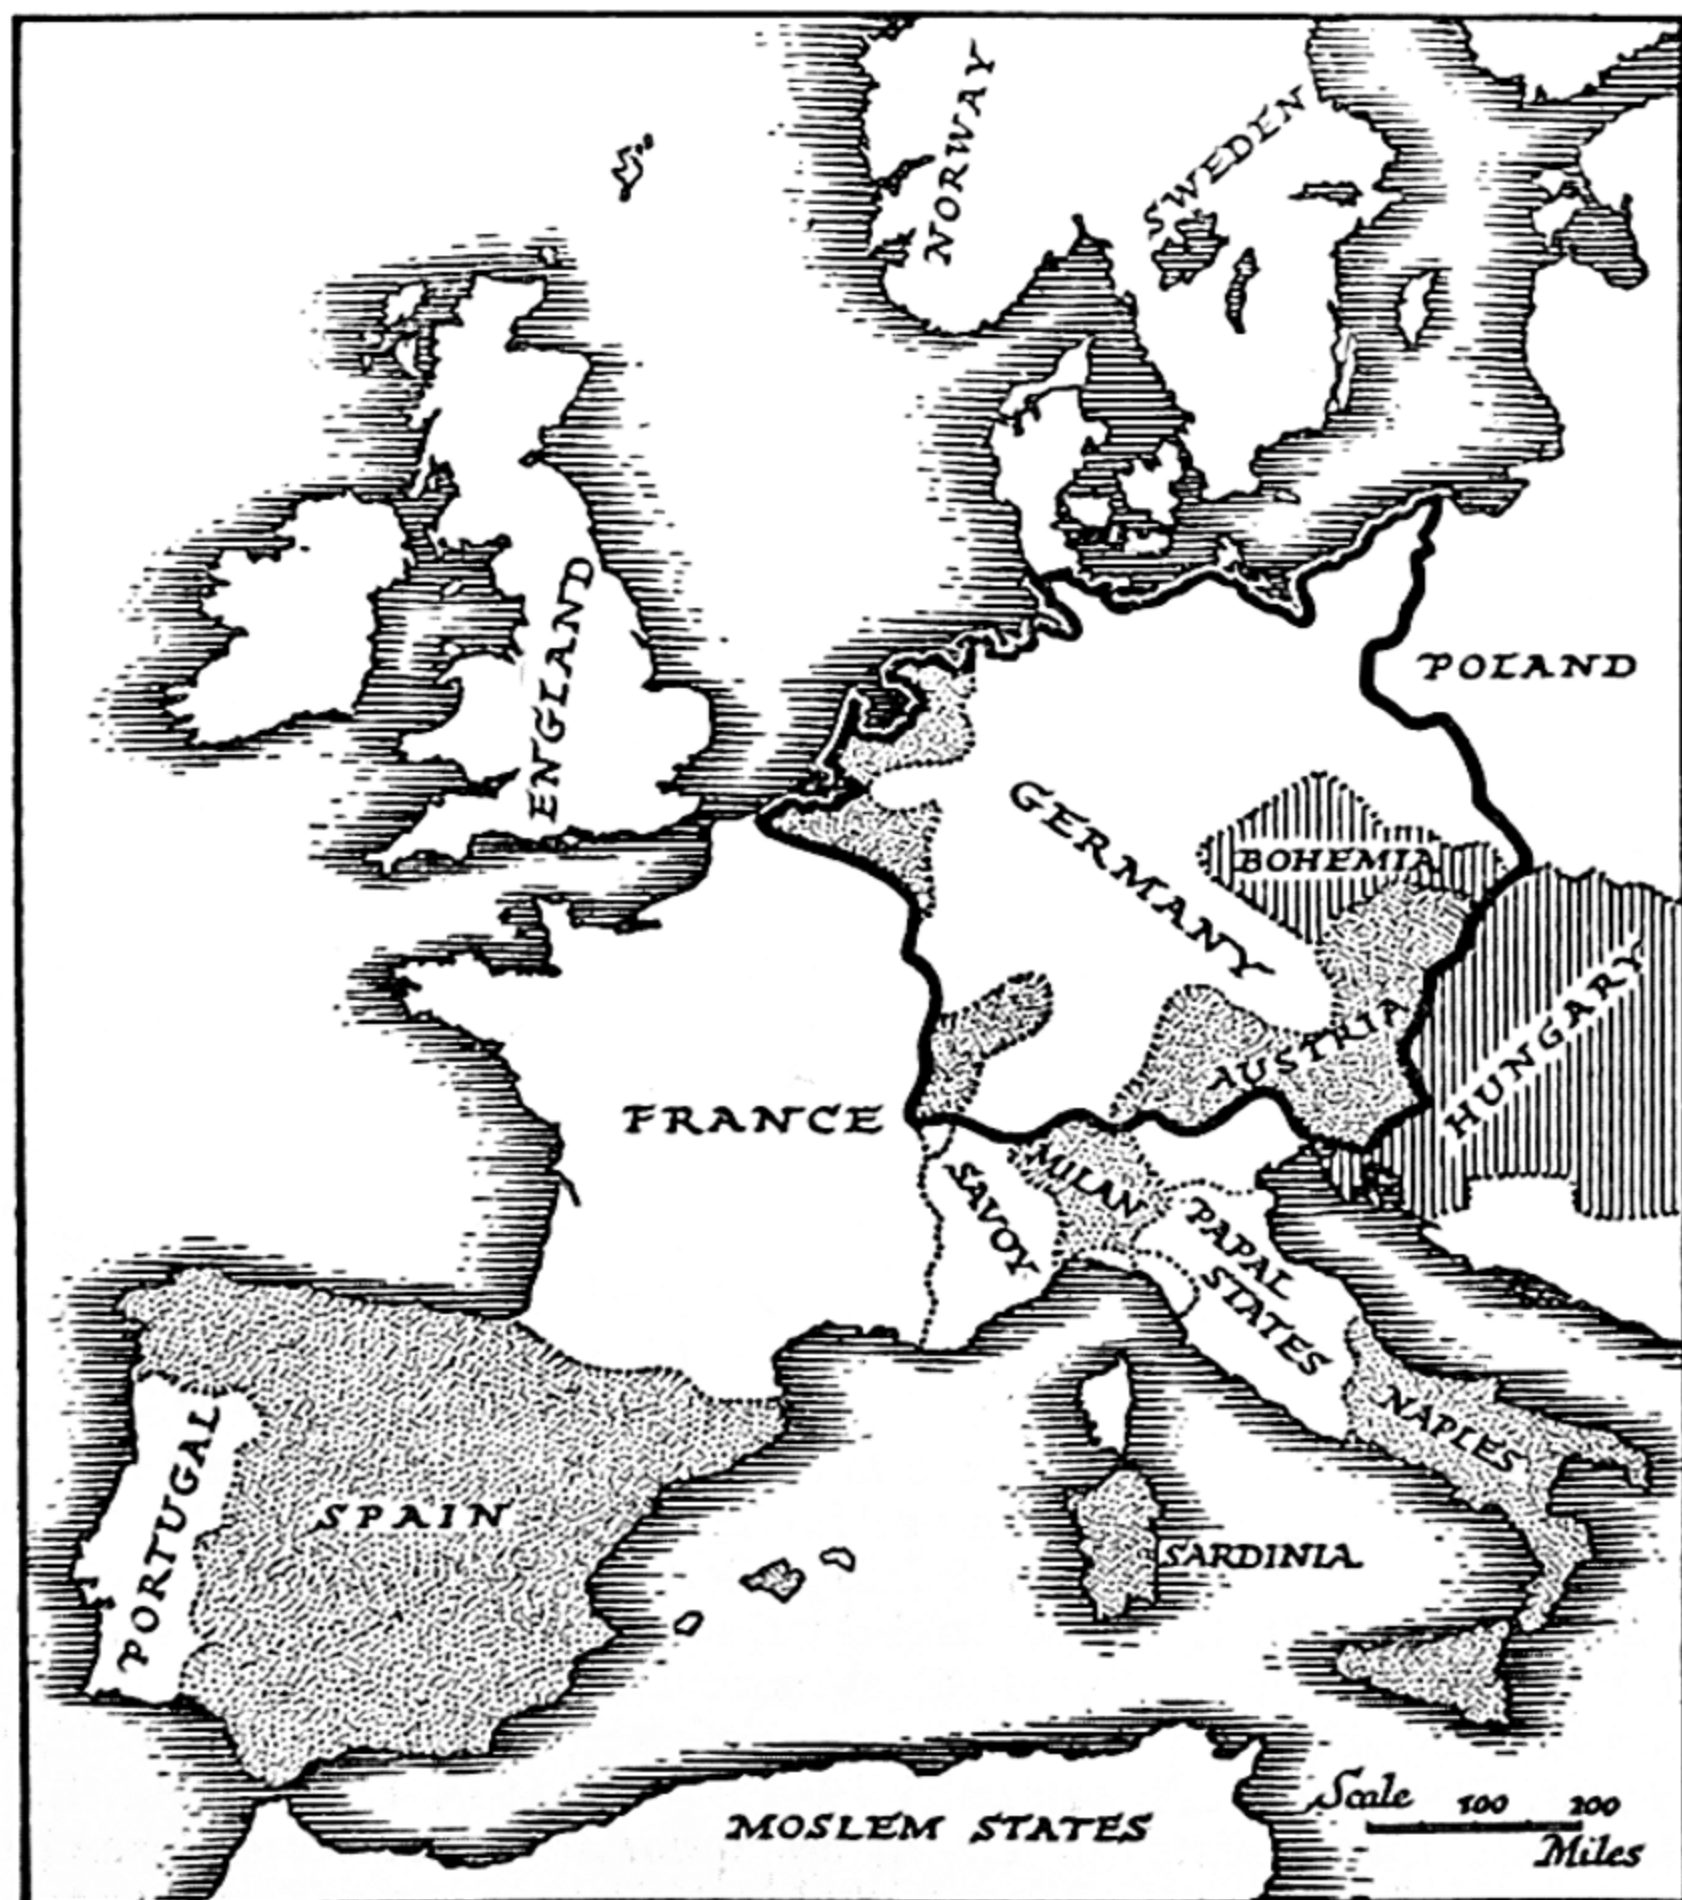 NORWAY
SWEDEN
ENGLAND
POLAND
GERMANY
BOHEMIA
HUNGARY
AUSTRIA
FRANCE
MILAN
SAVOY
PAPAL
STATES
NAPLES
PORTUGAL
SPAIN
SARDINIA
MOSLEM STATES
Scale 100 200
Miles